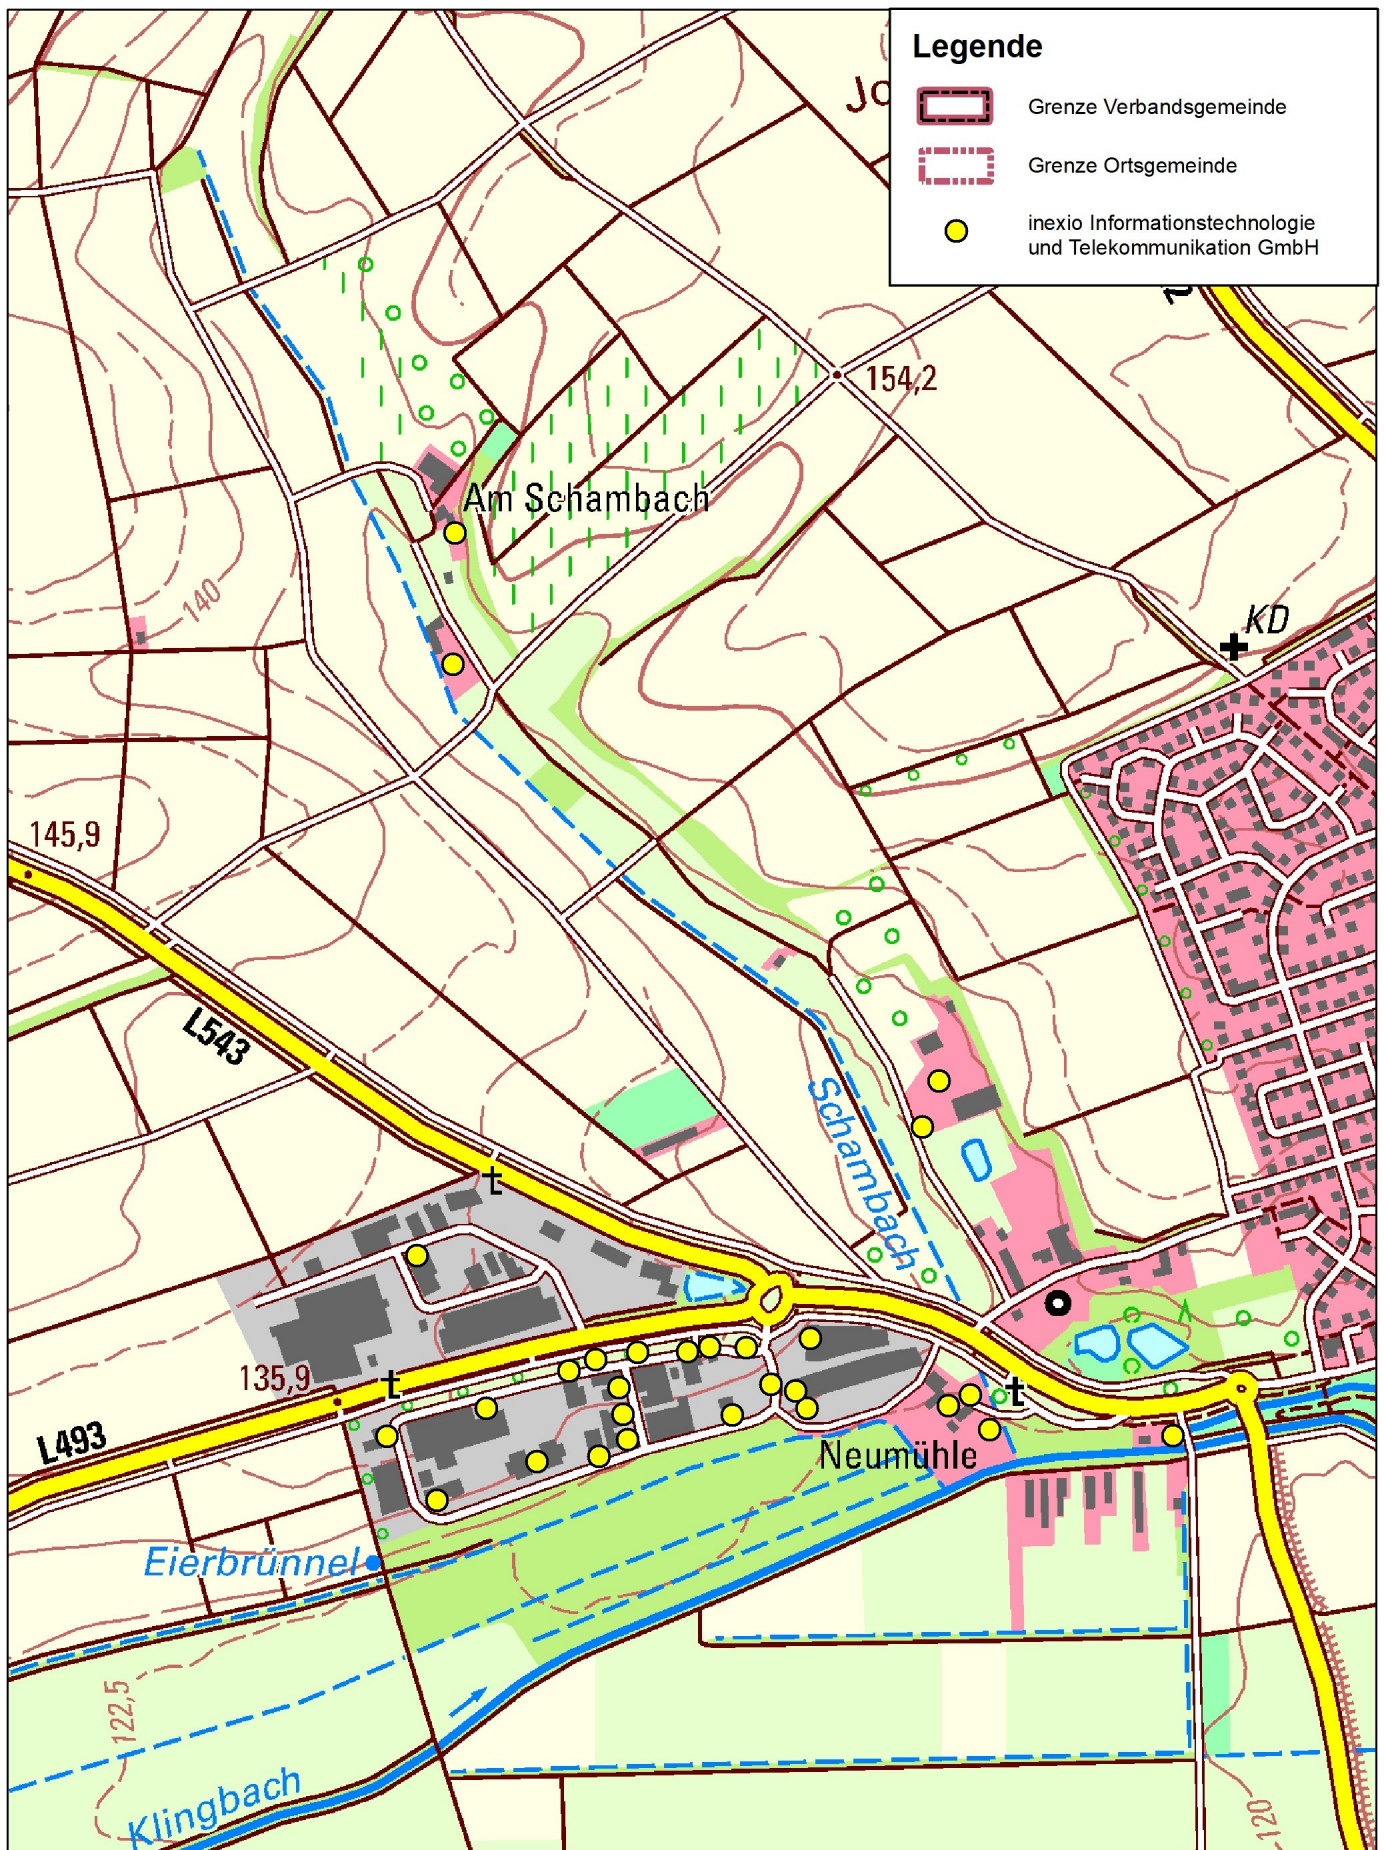 Legende
Grenze Verbandsgemeinde
Grenze Ortsgemeinde
inexio Informationstechnologie
und Telekommunikation GmbH
Jo
154,2
Am Schambach
140
KD
145,9
L543
Schambach
t
135,9
t
t
L493
Neumühle
Eierbrünnel
122,5
Klingbach
120